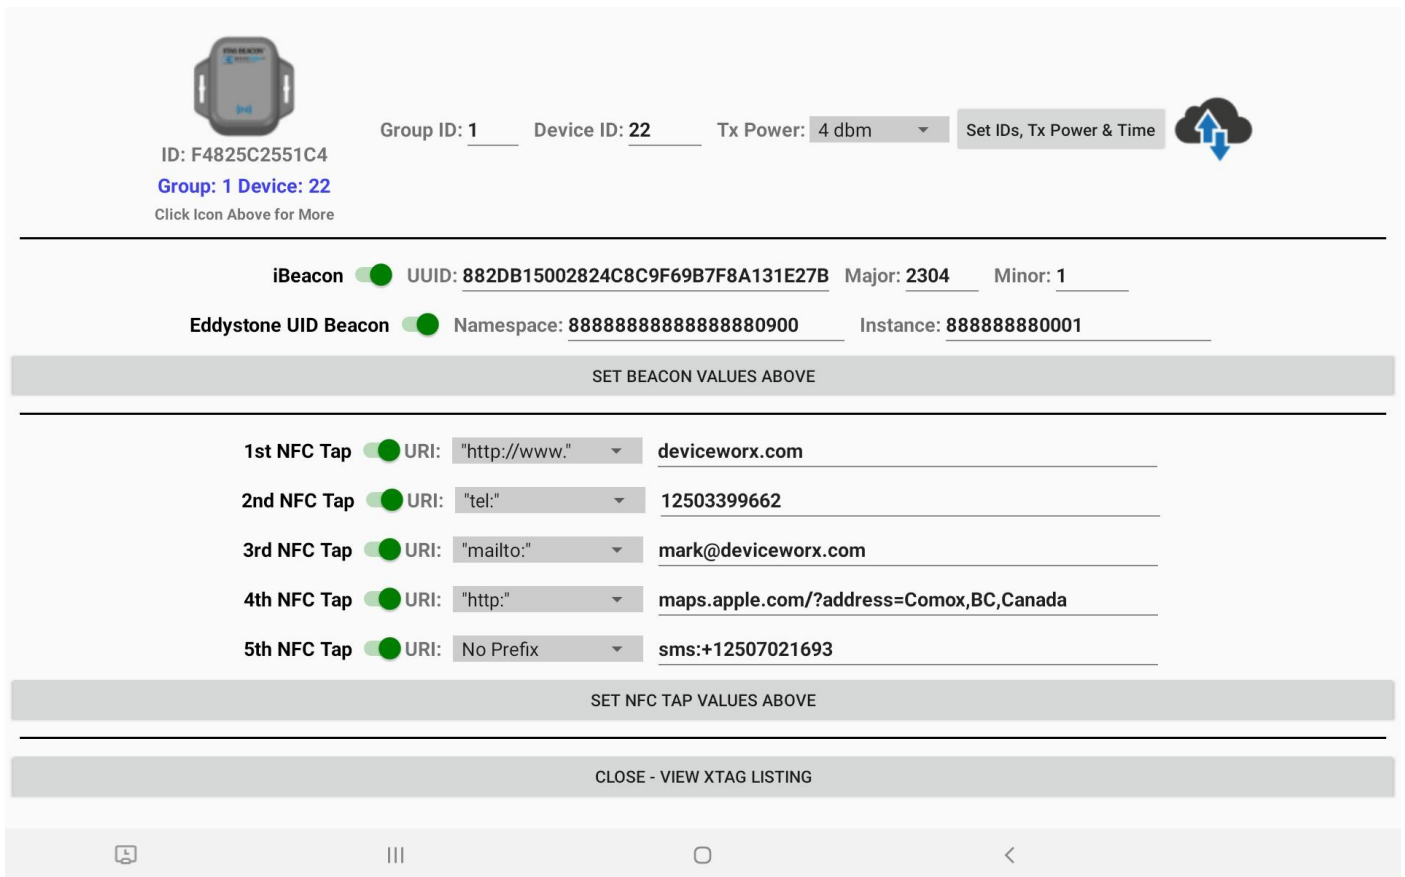 XTAG BEACON
Group ID: 1 Device ID: 22 Tx Power: 4 dbm Set IDs, Tx Power & Time
ID: F4825C2551C4
Group: 1 Device: 22
Click Icon Above for More
iBeacon UUID: 882DB15002824C8C9F69B7F8A131E27B Major: 2304 Minor: 1
Eddystone UID Beacon Namespace: 88888888888888880900 Instance: 888888880001
SET BEACON VALUES ABOVE
1st NFC Tap URI: "http://www." deviceworx.com
2nd NFC Tap URI: "tel:" 12503399662
3rd NFC Tap URI: "mailto:" mark@deviceworx.com
4th NFC Tap URI: "http:" maps.apple.com/?address=Comox,BC,Canada
5th NFC Tap URI: No Prefix sms:+12507021693
SET NFC TAP VALUES ABOVE
CLOSE - VIEW XTAG LISTING